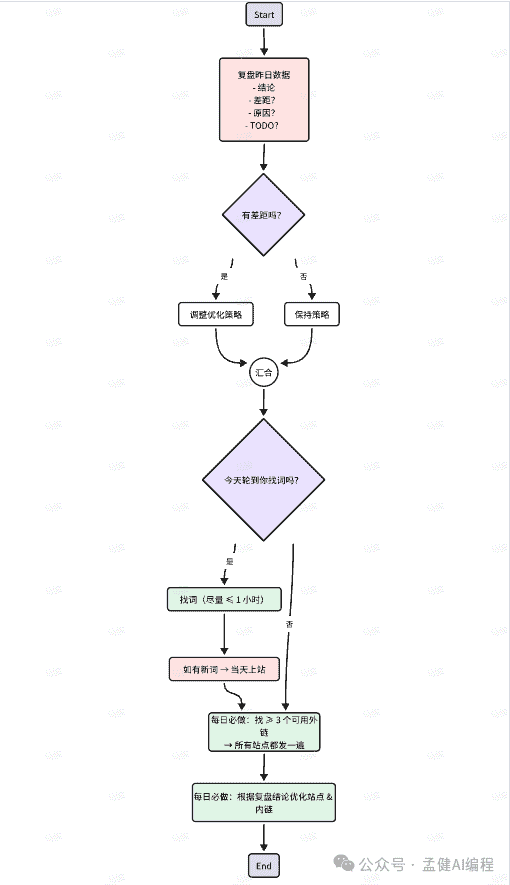 Start
复盘昨日数据
- 结论
- 差距？
- 原因？
- TODO？
有差距吗？
是
否
调整优化策略
保持策略
汇合
今天轮到你找词吗？
是
找词（尽量 ≤ 1 小时）
否
如有新词 → 当天上站
每日必做：找 ≥ 3 个可用外
链
→ 所有站点都发一遍
每日必做：根据复盘结论优化站点 &
内链
End
公众号 · 孟健AI编程